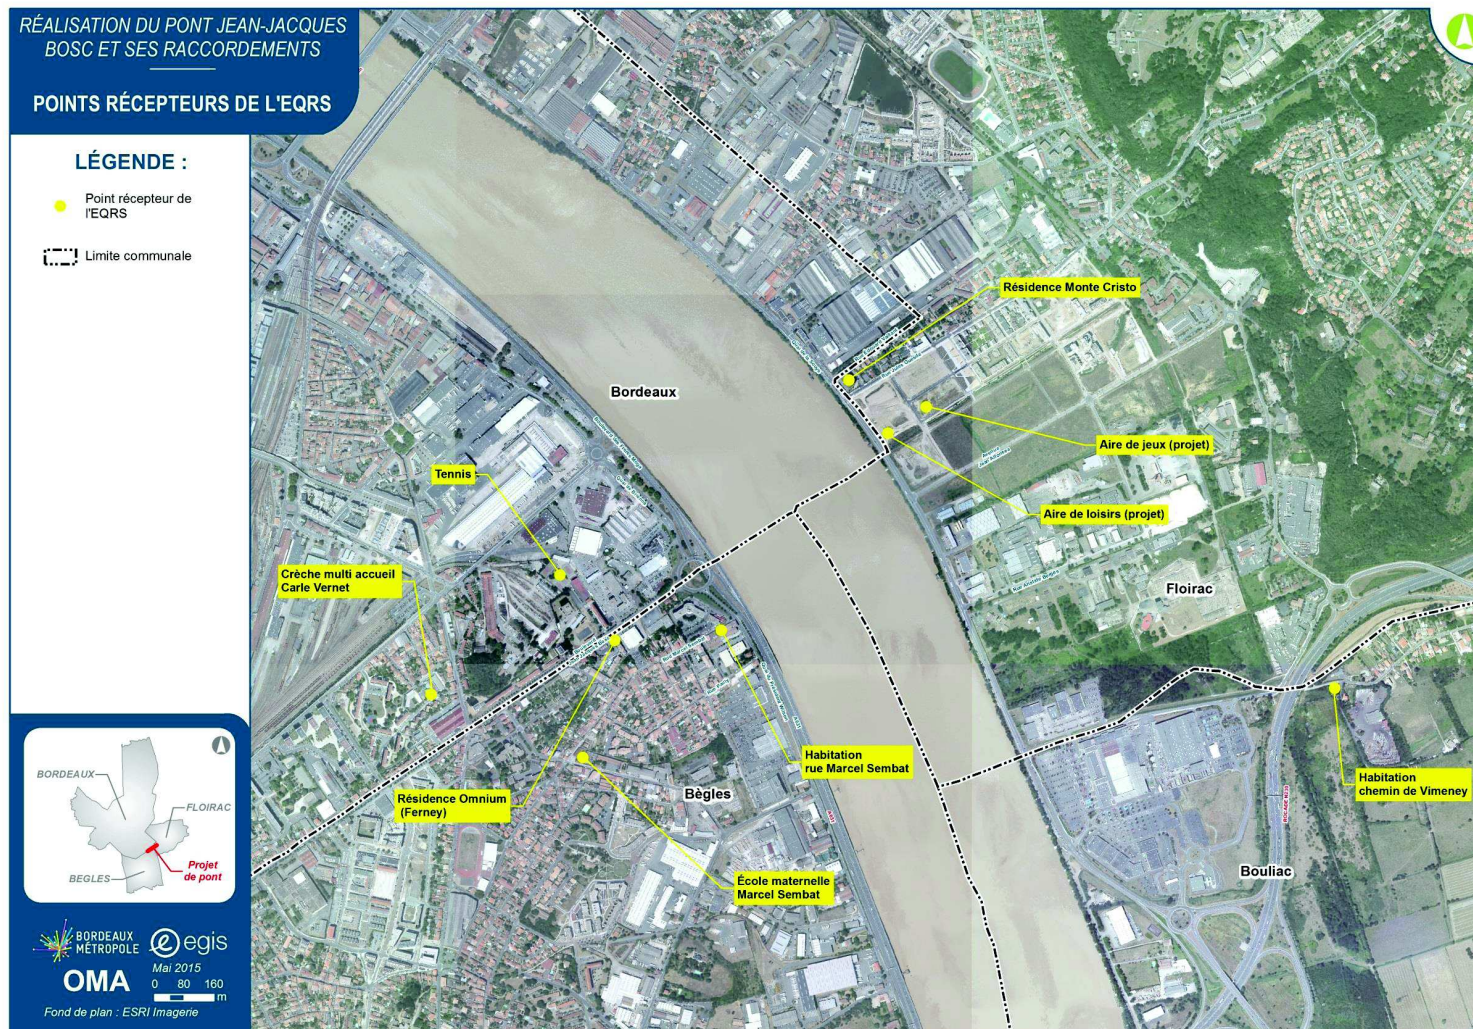 RÉALISATION DU PONT JEAN-JACQUES
BOSC ET SES RACCORDEMENTS
POINTS RÉCEPTEURS DE L'EQRS
LÉGENDE :
Point récepteur de
l'EQRS
Limite communale
Résidence Monte Cristo
Bordeaux
Aire de jeux (projet)
Tennis
Aire de loisirs (projet)
Crèche multi accueil
Carle Vernet
Floirac
Habitation
rue Marcel Sembat
Habitation
chemin de Vimeney
Résidence Omnium
(Ferney)
Bègles
École maternelle
Marcel Sembat
Bouliac
ROCADE N230
BORDEAUX
FLOIRAC
Projet
de pont
BEGLES
BORDEAUX
MÉTROPOLE
egis
OMA
Mai 2015
0 80 160
m
Fond de plan : ESRI Imagerie